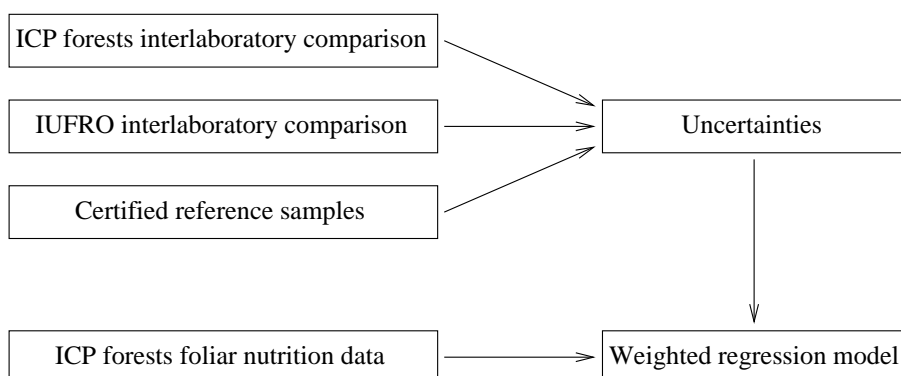 ICP forests interlaboratory comparison
IUFRO interlaboratory comparison
Uncertainties
Certified reference samples
ICP forests foliar nutrition data
Weighted regression model